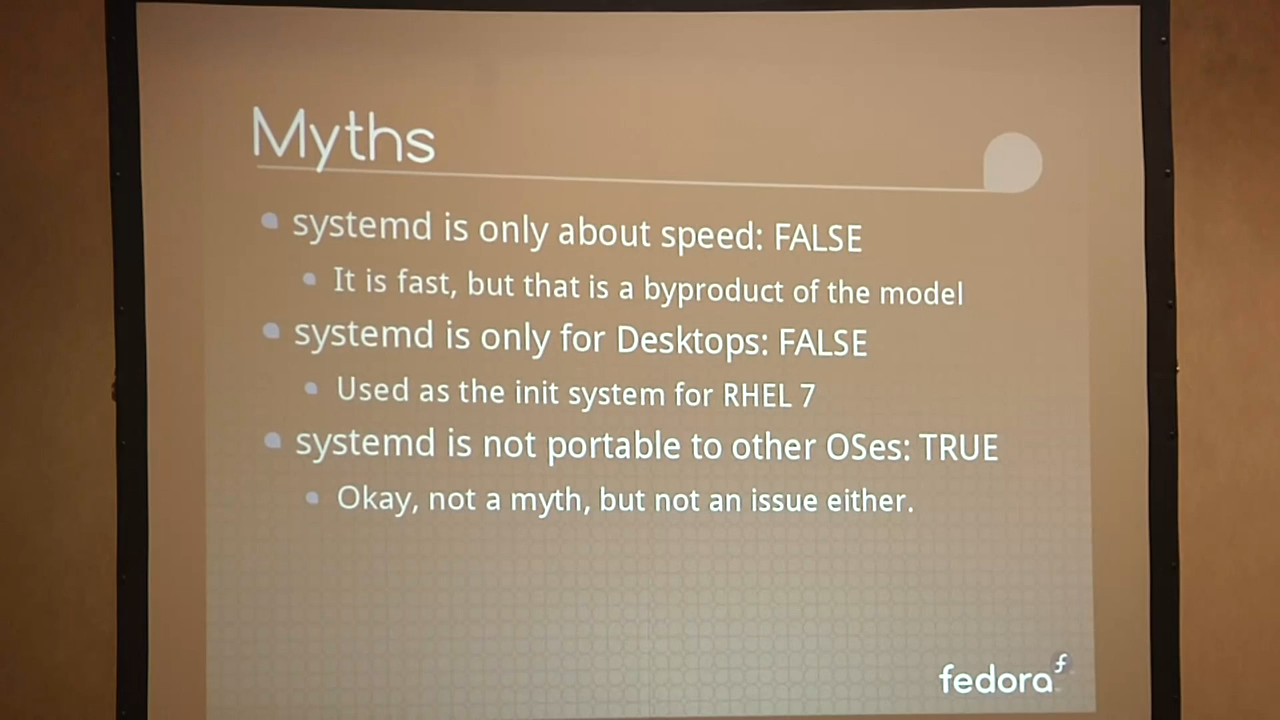 Myths
systemd is only about speed: FALSE
It is fast, but that is a byproduct of the model
systemd is only for Desktops: FALSE
Used as the init system for RHEL 7
systemd is not portable to other OSes: TRUE
Okay, not a myth, but not an issue either.
fedora